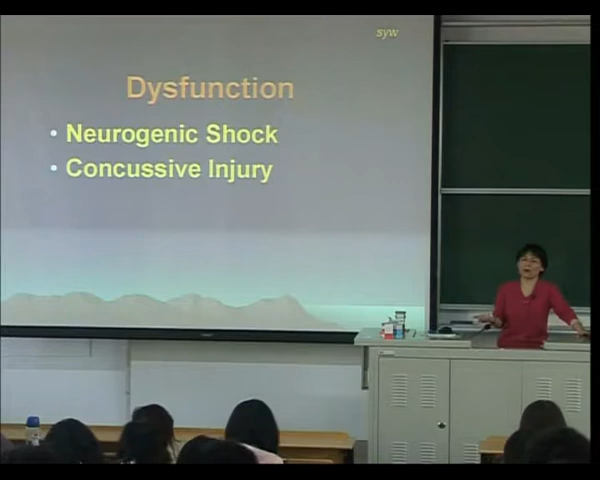 syw
Dysfunction
• Neurogenic Shock
• Concussive Injury